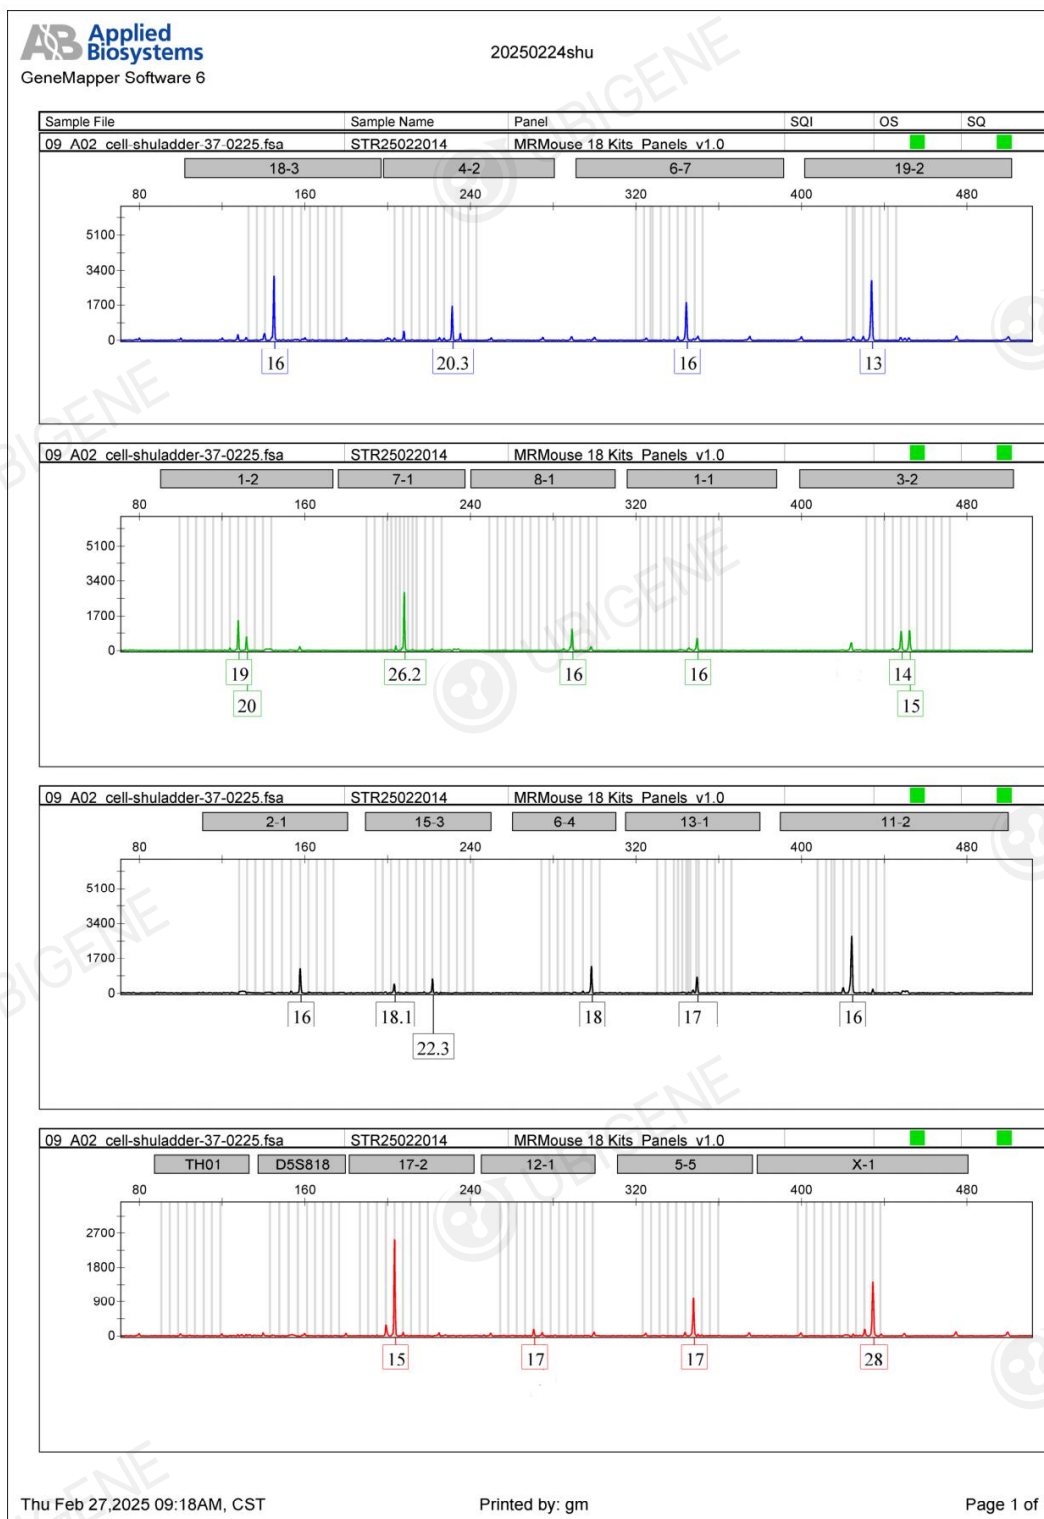 AB Applied
Biosystems
20250224shu
GeneMapper Software 6
Sample File Sample Name Panel SQI OS SQ
09_A02_cell-shuladder-37-0225.fsa STR25022014 MRMouse 18 Kits_Panels_v1.0
18-3 4-2 6-7 19-2
80 160 240 320 400 480
5100
3400
1700
0
16 20.3 16 13
09_A02_cell-shuladder-37-0225.fsa STR25022014 MRMouse 18 Kits_Panels_v1.0
1-2 7-1 8-1 1-1 3-2
80 160 240 320 400 480
5100
3400
1700
0
19 26.2 16 16 14
20 15
09_A02_cell-shuladder-37-0225.fsa STR25022014 MRMouse 18 Kits_Panels_v1.0
2-1 15-3 6-4 13-1 11-2
80 160 240 320 400 480
5100
3400
1700
0
16 18.1 18 17 16
22.3
09_A02_cell-shuladder-37-0225.fsa STR25022014 MRMouse 18 Kits_Panels_v1.0
TH01 D5S818 17-2 12-1 5-5 X-1
80 160 240 320 400 480
2700
1800
900
0
15 17 17 28
Thu Feb 27,2025 09:18AM, CST Printed by: gm Page 1 of
UBIGENE
UBIGENE
UBIGENE
UBIGENE